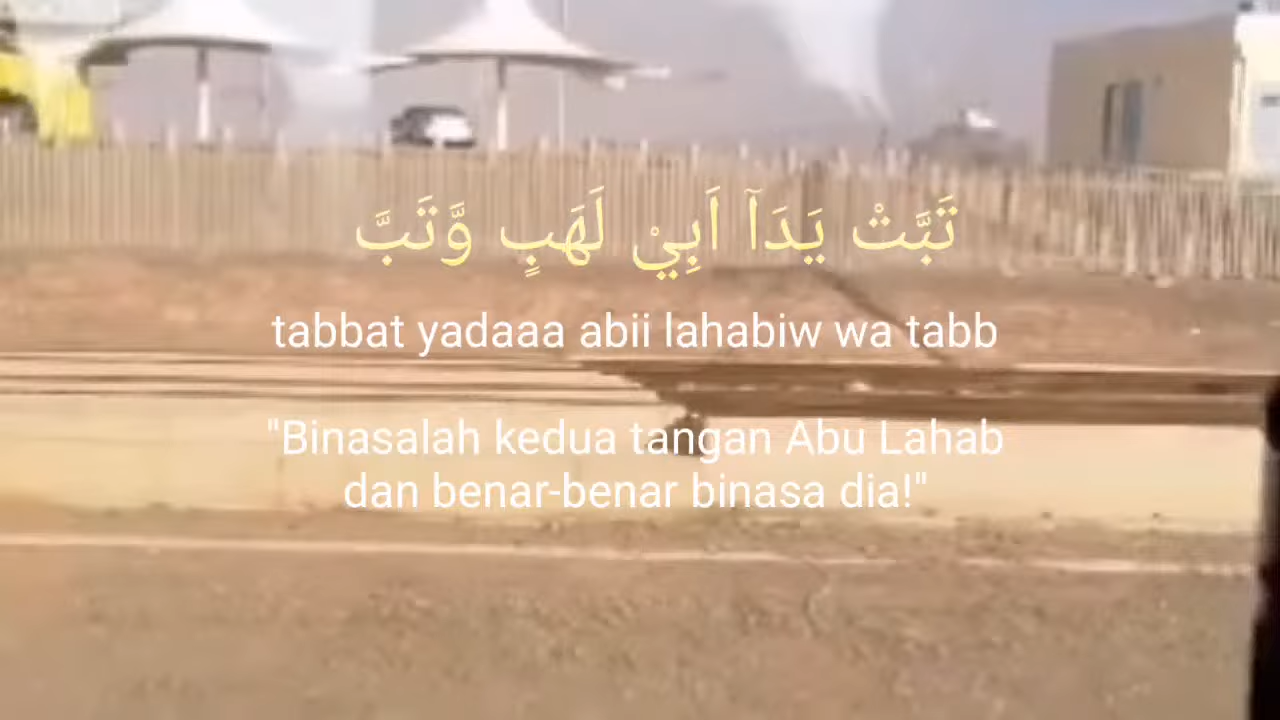 تَبَّتْ يَدَآ اَبِيْ لَهَبٍ وَّتَبَّ
tabbat yadaaa abii lahabiw wa tabb
"Binasalah kedua tangan Abu Lahab
dan benar-benar binasa dia!"